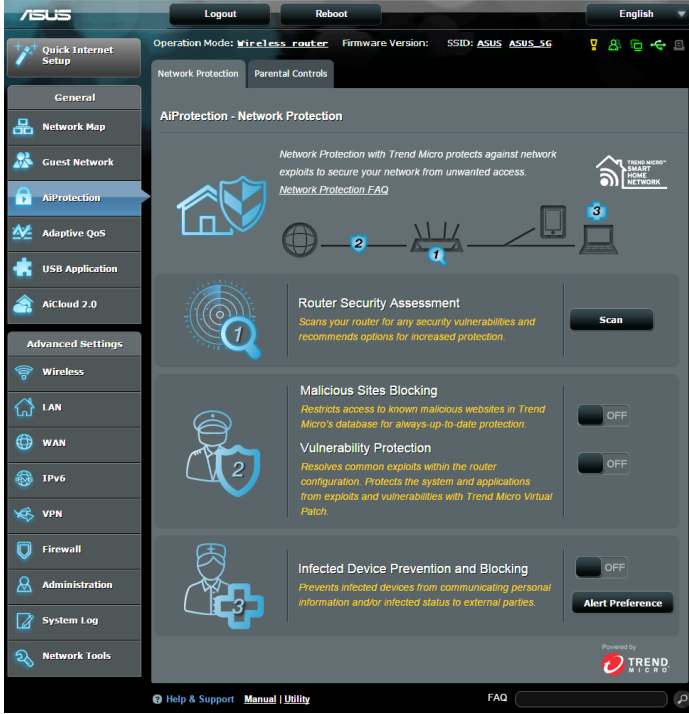 ASUS
Logout
Reboot
English
Quick Internet
Setup
Operation Mode: Wireless router Firmware Version: SSID: ASUS ASUS_5G
Network Protection
Parental Controls
General
Network Map
Guest Network
AiProtection
Adaptive QoS
USB Application
AiCloud 2.0
Advanced Settings
Wireless
LAN
WAN
IPv6
VPN
Firewall
Administration
System Log
Network Tools
AiProtection - Network Protection
Network Protection with Trend Micro protects against network
exploits to secure your network from unwanted access.
Network Protection FAQ
TREND MICRO™
SMART
HOME
NETWORK
2
1
3
1
Router Security Assessment
Scans your router for any security vulnerabilities and
recommends options for increased protection.
Scan
2
Malicious Sites Blocking
Restricts access to known malicious websites in Trend
Micro's database for always-up-to-date protection.
OFF
Vulnerability Protection
Resolves common exploits within the router
configuration. Protects the system and applications
from exploits and vulnerabilities with Trend Micro Virtual
Patch.
OFF
3
Infected Device Prevention and Blocking
Prevents infected devices from communicating personal
information and/or infected status to external parties.
OFF
Alert Preference
Powered by
TREND
MICRO
Help & Support Manual | Utility
FAQ